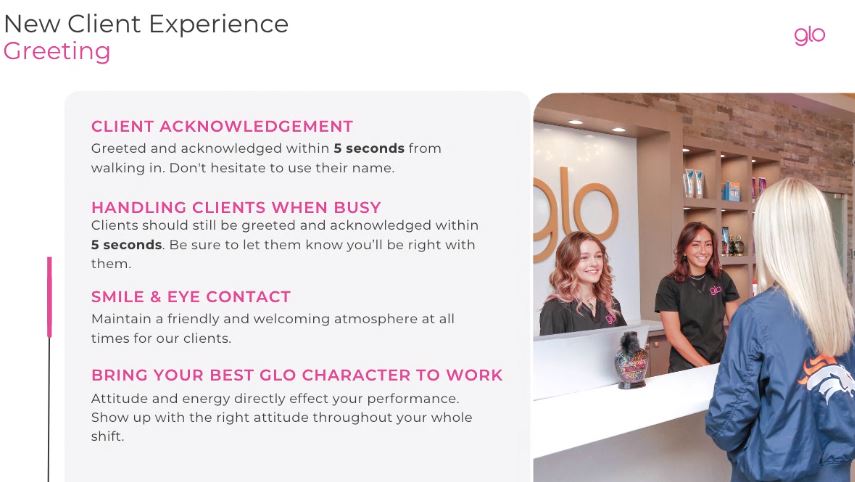 New Client Experience
Greeting
glo
CLIENT ACKNOWLEDGEMENT
Greeted and acknowledged within 5 seconds from
walking in. Don't hesitate to use their name.
HANDLING CLIENTS WHEN BUSY
Clients should still be greeted and acknowledged within
5 seconds. Be sure to let them know you'll be right with
them.
SMILE & EYE CONTACT
Maintain a friendly and welcoming atmosphere at all
times for our clients.
BRING YOUR BEST GLO CHARACTER TO WORK
Attitude and energy directly effect your performance.
Show up with the right attitude throughout your whole
shift.
glo
glo